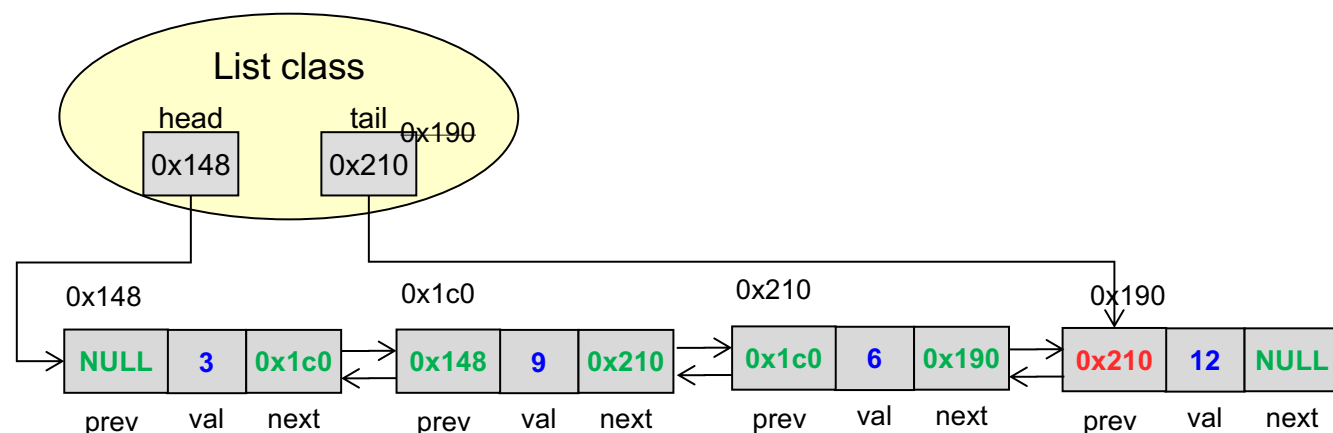 List class
head tail
0x190
0x148 0x210
0x148 0x1c0 0x210 0x190
NULL 3 0x1c0 0x148 9 0x210 0x1c0 6 0x190 0x210 12 NULL
prev val next prev val next prev val next prev val next